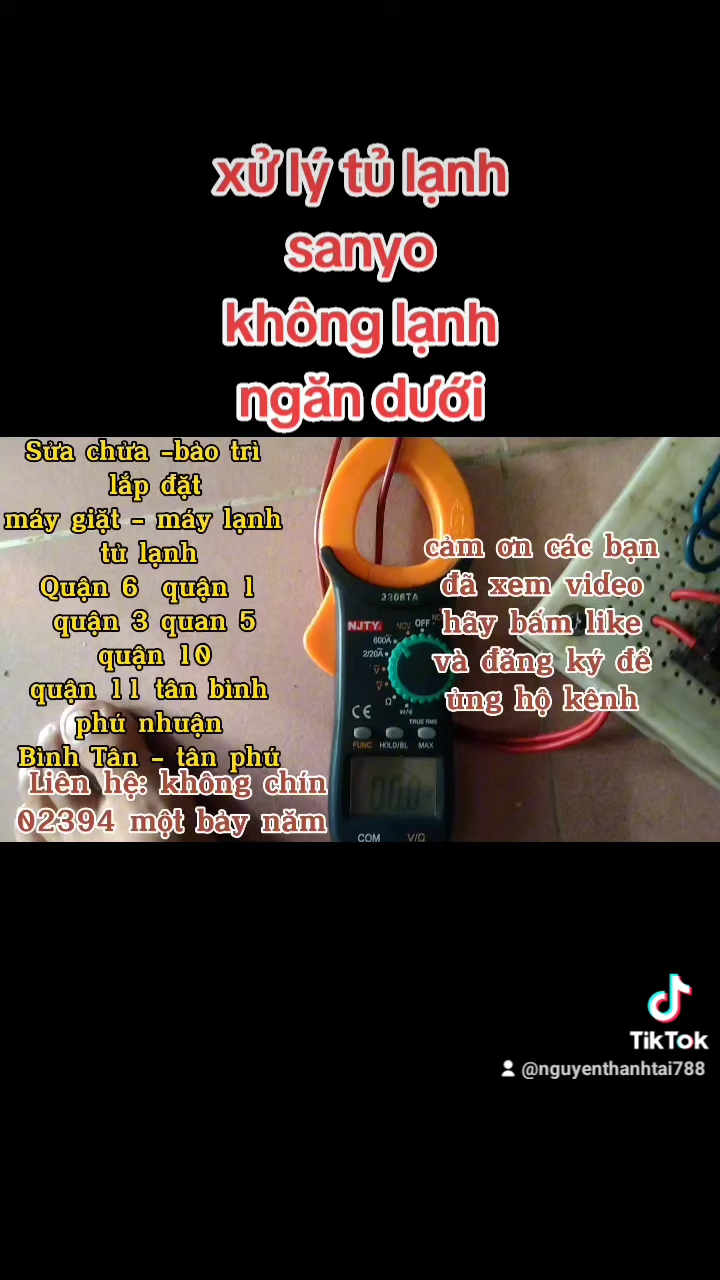 xử lý tủ lạnh
sanyo
không lạnh
ngăn dưới
Sửa chửa -bảo trì
lắp đặt
máy giặt - máy lạnh
tủ lạnh
Quận 6 quận 1
quận 3 quan 5
quận 10
quận 11 tân bình
phú nhuận
Bình Tân - tân phú
Liên hệ: không chín
02394 một bảy năm
cảm ơn các bạn
đã xem video
hãy bấm like
và đăng ký để
ủng hộ kênh
3266TA
NJTY
NCV
OFF
NC
600A
2/20A
Ω
CE
TRUE RMS
FUNC
HOLD/BL
MAX
00.0
COM
V/Ω
TikTok
@nguyenthanhtai788